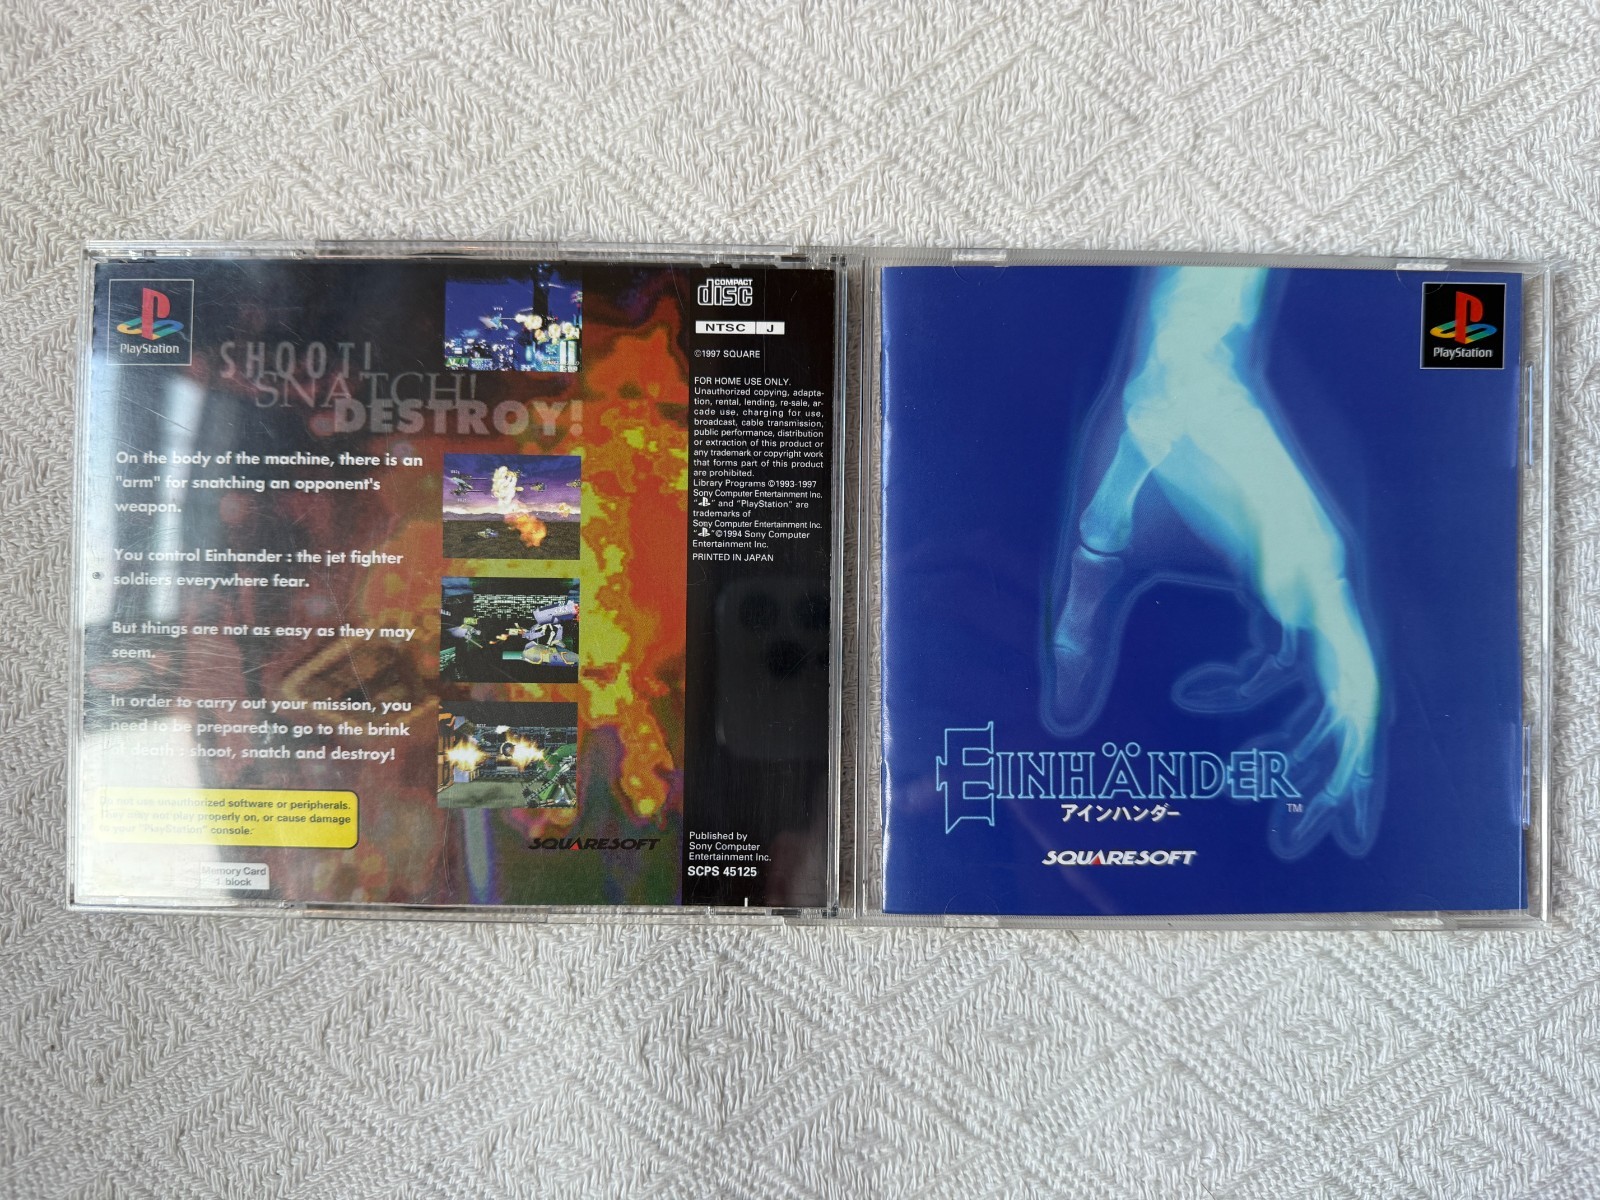 PlayStation
SHOOT!
SNATCH!
DESTROY!
On the body of the machine, there is an
"arm" for snatching an opponent's
weapon.
You control Einhander : the jet fighter
soldiers everywhere fear.
But things are not as easy as they may
seem.
In order to carry out your mission, you
need to be prepared to go to the brink
of death : shoot, snatch and destroy!
Do not use unauthorized software or peripherals.
They may not play properly on, or cause damage
to your "PlayStation" console.
Memory Card
1 block
SQUARESOFT
COMPACT
disc
NTSC J
©1997 SQUARE
FOR HOME USE ONLY.
Unauthorized copying, adapta-
tion, rental, lending, re-sale, ar-
cade use, charging for use,
broadcast, cable transmission,
public performance, distribution
or extraction of this product or
any trademark or copyright work
that forms part of this product
are prohibited.
Library Programs ©1993-1997
Sony Computer Entertainment Inc.
" " and "PlayStation" are
trademarks of
Sony Computer Entertainment Inc.
" " ©1994 Sony Computer
Entertainment Inc.
PRINTED IN JAPAN
Published by
Sony Computer
Entertainment Inc.
SCPS 45125
PlayStation
EINHÄNDER™
アインハンダー
SQUARESOFT